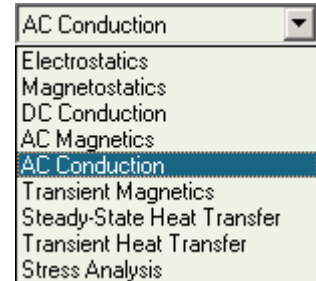 AC Conduction
Electrostatics
Magnetostatics
DC Conduction
AC Magnetics
AC Conduction
Transient Magnetics
Steady-State Heat Transfer
Transient Heat Transfer
Stress Analysis